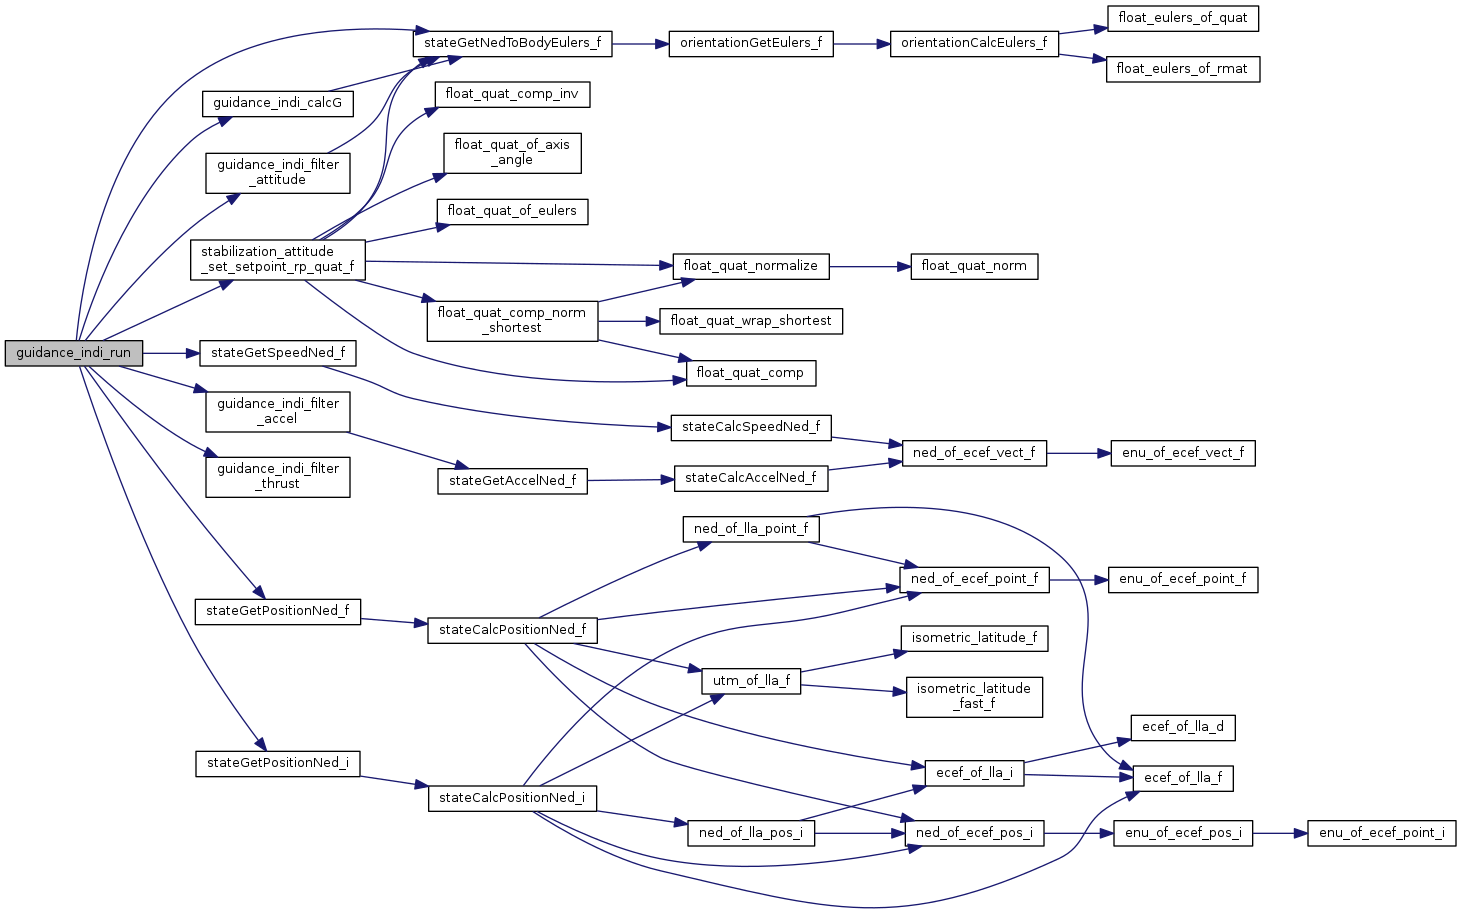 guidance_indi_run
stateGetNedToBodyEulers_f
guidance_indi_calcG
guidance_indi_filter
_attitude
stabilization_attitude
_set_setpoint_rp_quat_f
stateGetSpeedNed_f
guidance_indi_filter
_accel
guidance_indi_filter
_thrust
stateGetPositionNed_f
stateGetPositionNed_i
orientationGetEulers_f
orientationCalcEulers_f
float_eulers_of_quat
float_eulers_of_rmat
float_quat_comp_inv
float_quat_of_axis
_angle
float_quat_of_eulers
float_quat_normalize
float_quat_norm
float_quat_comp_norm
_shortest
float_quat_wrap_shortest
float_quat_comp
stateCalcSpeedNed_f
ned_of_ecef_vect_f
enu_of_ecef_vect_f
stateGetAccelNed_f
stateCalcAccelNed_f
stateCalcPositionNed_f
ned_of_lla_point_f
ned_of_ecef_point_f
enu_of_ecef_point_f
utm_of_lla_f
isometric_latitude_f
isometric_latitude
_fast_f
ecef_of_lla_i
ecef_of_lla_d
ecef_of_lla_f
stateCalcPositionNed_i
ned_of_lla_pos_i
ned_of_ecef_pos_i
enu_of_ecef_pos_i
enu_of_ecef_point_i